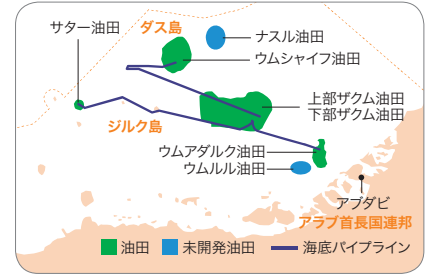 サター油田
ダス島
ナスル油田
ウムシャイフ油田
上部ザクム油田
下部ザクム油田
ジルク島
ウムアダルク油田
ウムルル油田
アブダビ
アラブ首長国連邦
油田 未開発油田 海底パイプライン